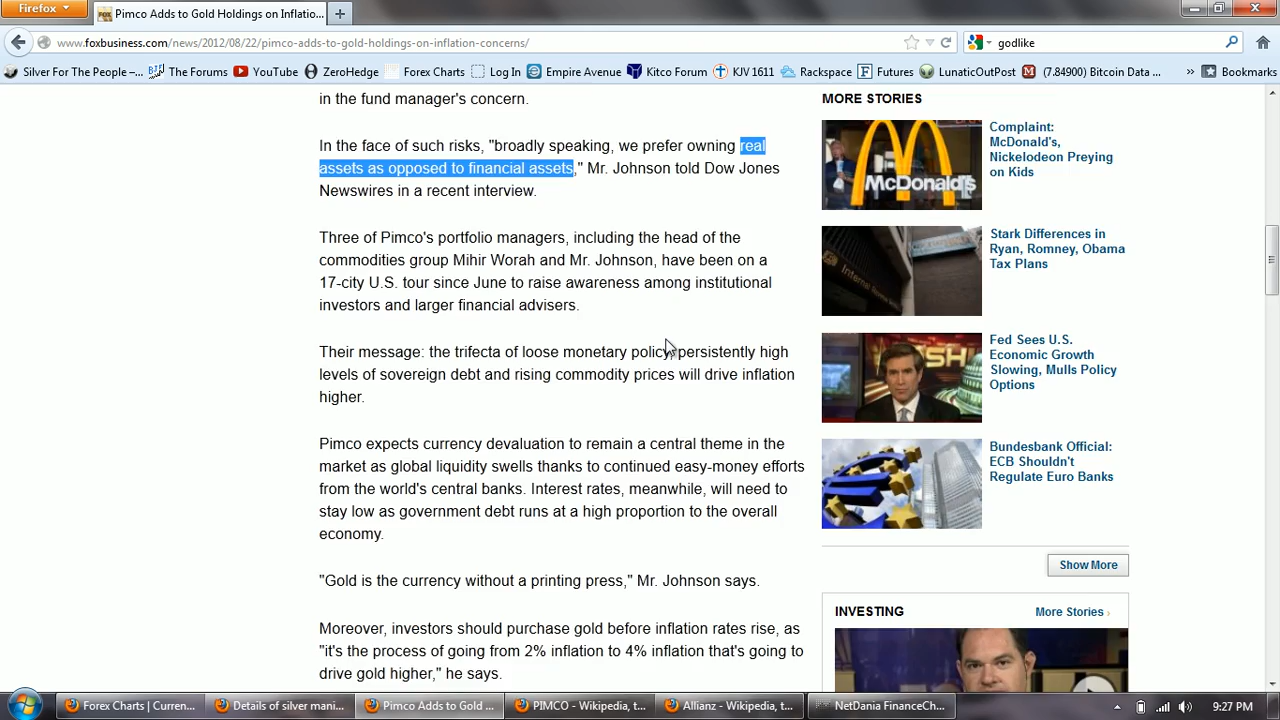 Firefox
Pimco Adds to Gold Holdings on Inflatio...
www.foxbusiness.com/news/2012/08/22/pimco-adds-to-gold-holdings-on-inflation-concerns/
godlike
Silver For The People –...
The Forums
YouTube
ZeroHedge
Forex Charts
Log In
Empire Avenue
Kitco Forum
KJV 1611
Rackspace
Futures
LunaticOutPost
(7.84900) Bitcoin Data ...
Bookmarks
in the fund manager's concern.
In the face of such risks, "broadly speaking, we prefer owning real
assets as opposed to financial assets," Mr. Johnson told Dow Jones
Newswires in a recent interview.
Three of Pimco's portfolio managers, including the head of the
commodities group Mihir Worah and Mr. Johnson, have been on a
17-city U.S. tour since June to raise awareness among institutional
investors and larger financial advisers.
Their message: the trifecta of loose monetary policy, persistently high
levels of sovereign debt and rising commodity prices will drive inflation
higher.
Pimco expects currency devaluation to remain a central theme in the
market as global liquidity swells thanks to continued easy-money efforts
from the world's central banks. Interest rates, meanwhile, will need to
stay low as government debt runs at a high proportion to the overall
economy.
"Gold is the currency without a printing press," Mr. Johnson says.
Moreover, investors should purchase gold before inflation rates rise, as
"it's the process of going from 2% inflation to 4% inflation that's going to
drive gold higher," he says.
MORE STORIES
McDonald's
Complaint:
McDonald's,
Nickelodeon Preying
on Kids
Stark Differences in
Ryan, Romney, Obama
Tax Plans
Fed Sees U.S.
Economic Growth
Slowing, Mulls Policy
Options
Bundesbank Official:
ECB Shouldn't
Regulate Euro Banks
Show More
INVESTING
More Stories ›
Forex Charts | Curren...
Details of silver mani...
Pimco Adds to Gold ...
PIMCO - Wikipedia, t...
Allianz - Wikipedia, t...
NetDania FinanceCh...
9:27 PM